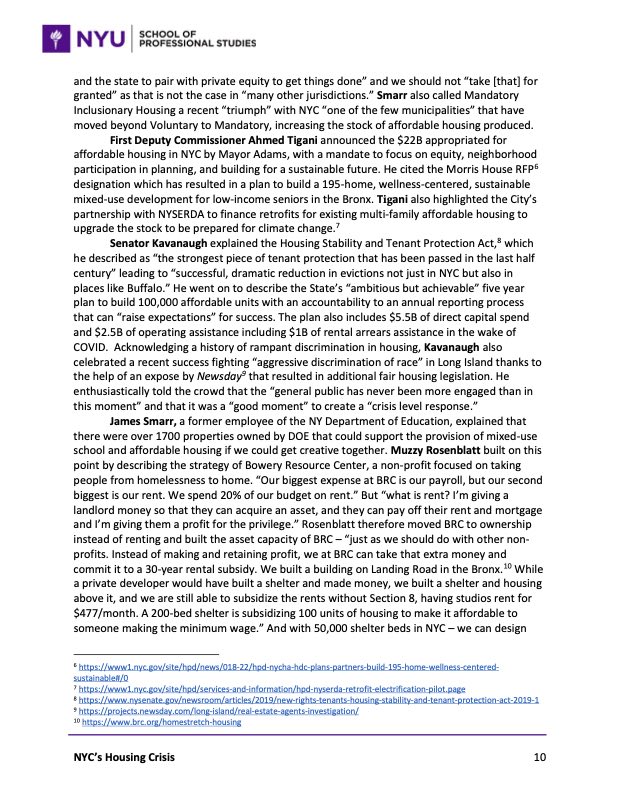 NYU
SCHOOL OF
PROFESSIONAL STUDIES
and the state to pair with private equity to get things done” and we should not “take [that] for
granted” as that is not the case in “many other jurisdictions.” Smarr also called Mandatory
Inclusionary Housing a recent “triumph” with NYC “one of the few municipalities” that have
moved beyond Voluntary to Mandatory, increasing the stock of affordable housing produced.
First Deputy Commissioner Ahmed Tigani announced the $22B appropriated for
affordable housing in NYC by Mayor Adams, with a mandate to focus on equity, neighborhood
participation in planning, and building for a sustainable future. He cited the Morris House RFP⁶
designation which has resulted in a plan to build a 195-home, wellness-centered, sustainable
mixed-use development for low-income seniors in the Bronx. Tigani also highlighted the City’s
partnership with NYSERDA to finance retrofits for existing multi-family affordable housing to
upgrade the stock to be prepared for climate change.⁷
Senator Kavanaugh explained the Housing Stability and Tenant Protection Act,⁸ which
he described as “the strongest piece of tenant protection that has been passed in the last half
century” leading to “successful, dramatic reduction in evictions not just in NYC but also in
places like Buffalo.” He went on to describe the State’s “ambitious but achievable” five year
plan to build 100,000 affordable units with an accountability to an annual reporting process
that can “raise expectations” for success. The plan also includes $5.5B of direct capital spend
and $2.5B of operating assistance including $1B of rental arrears assistance in the wake of
COVID.  Acknowledging a history of rampant discrimination in housing, Kavanaugh also
celebrated a recent success fighting “aggressive discrimination of race” in Long Island thanks to
the help of an expose by Newsday⁹ that resulted in additional fair housing legislation. He
enthusiastically told the crowd that the “general public has never been more engaged than in
this moment” and that it was a “good moment” to create a “crisis level response.”
James Smarr, a former employee of the NY Department of Education, explained that
there were over 1700 properties owned by DOE that could support the provision of mixed-use
school and affordable housing if we could get creative together. Muzzy Rosenblatt built on this
point by describing the strategy of Bowery Resource Center, a non-profit focused on taking
people from homelessness to home. “Our biggest expense at BRC is our payroll, but our second
biggest is our rent. We spend 20% of our budget on rent.” But “what is rent? I’m giving a
landlord money so that they can acquire an asset, and they can pay off their rent and mortgage
and I’m giving them a profit for the privilege.” Rosenblatt therefore moved BRC to ownership
instead of renting and built the asset capacity of BRC – “just as we should do with other non-
profits. Instead of making and retaining profit, we at BRC can take that extra money and
commit it to a 30-year rental subsidy. We built a building on Landing Road in the Bronx.¹⁰ While
a private developer would have built a shelter and made money, we built a shelter and housing
above it, and we are still able to subsidize the rents without Section 8, having studios rent for
$477/month. A 200-bed shelter is subsidizing 100 units of housing to make it affordable to
someone making the minimum wage.” And with 50,000 shelter beds in NYC – we can design
⁶ https://www1.nyc.gov/site/hpd/news/018-22/hpd-nycha-hdc-plans-partners-build-195-home-wellness-centered-
sustainable#/0
⁷ https://www1.nyc.gov/site/hpd/services-and-information/hpd-nyserda-retrofit-electrification-pilot.page
⁸ https://www.nysenate.gov/newsroom/articles/2019/new-rights-tenants-housing-stability-and-tenant-protection-act-2019-1
⁹ https://projects.newsday.com/long-island/real-estate-agents-investigation/
¹⁰ https://www.brc.org/homestretch-housing
NYC’s Housing Crisis
10